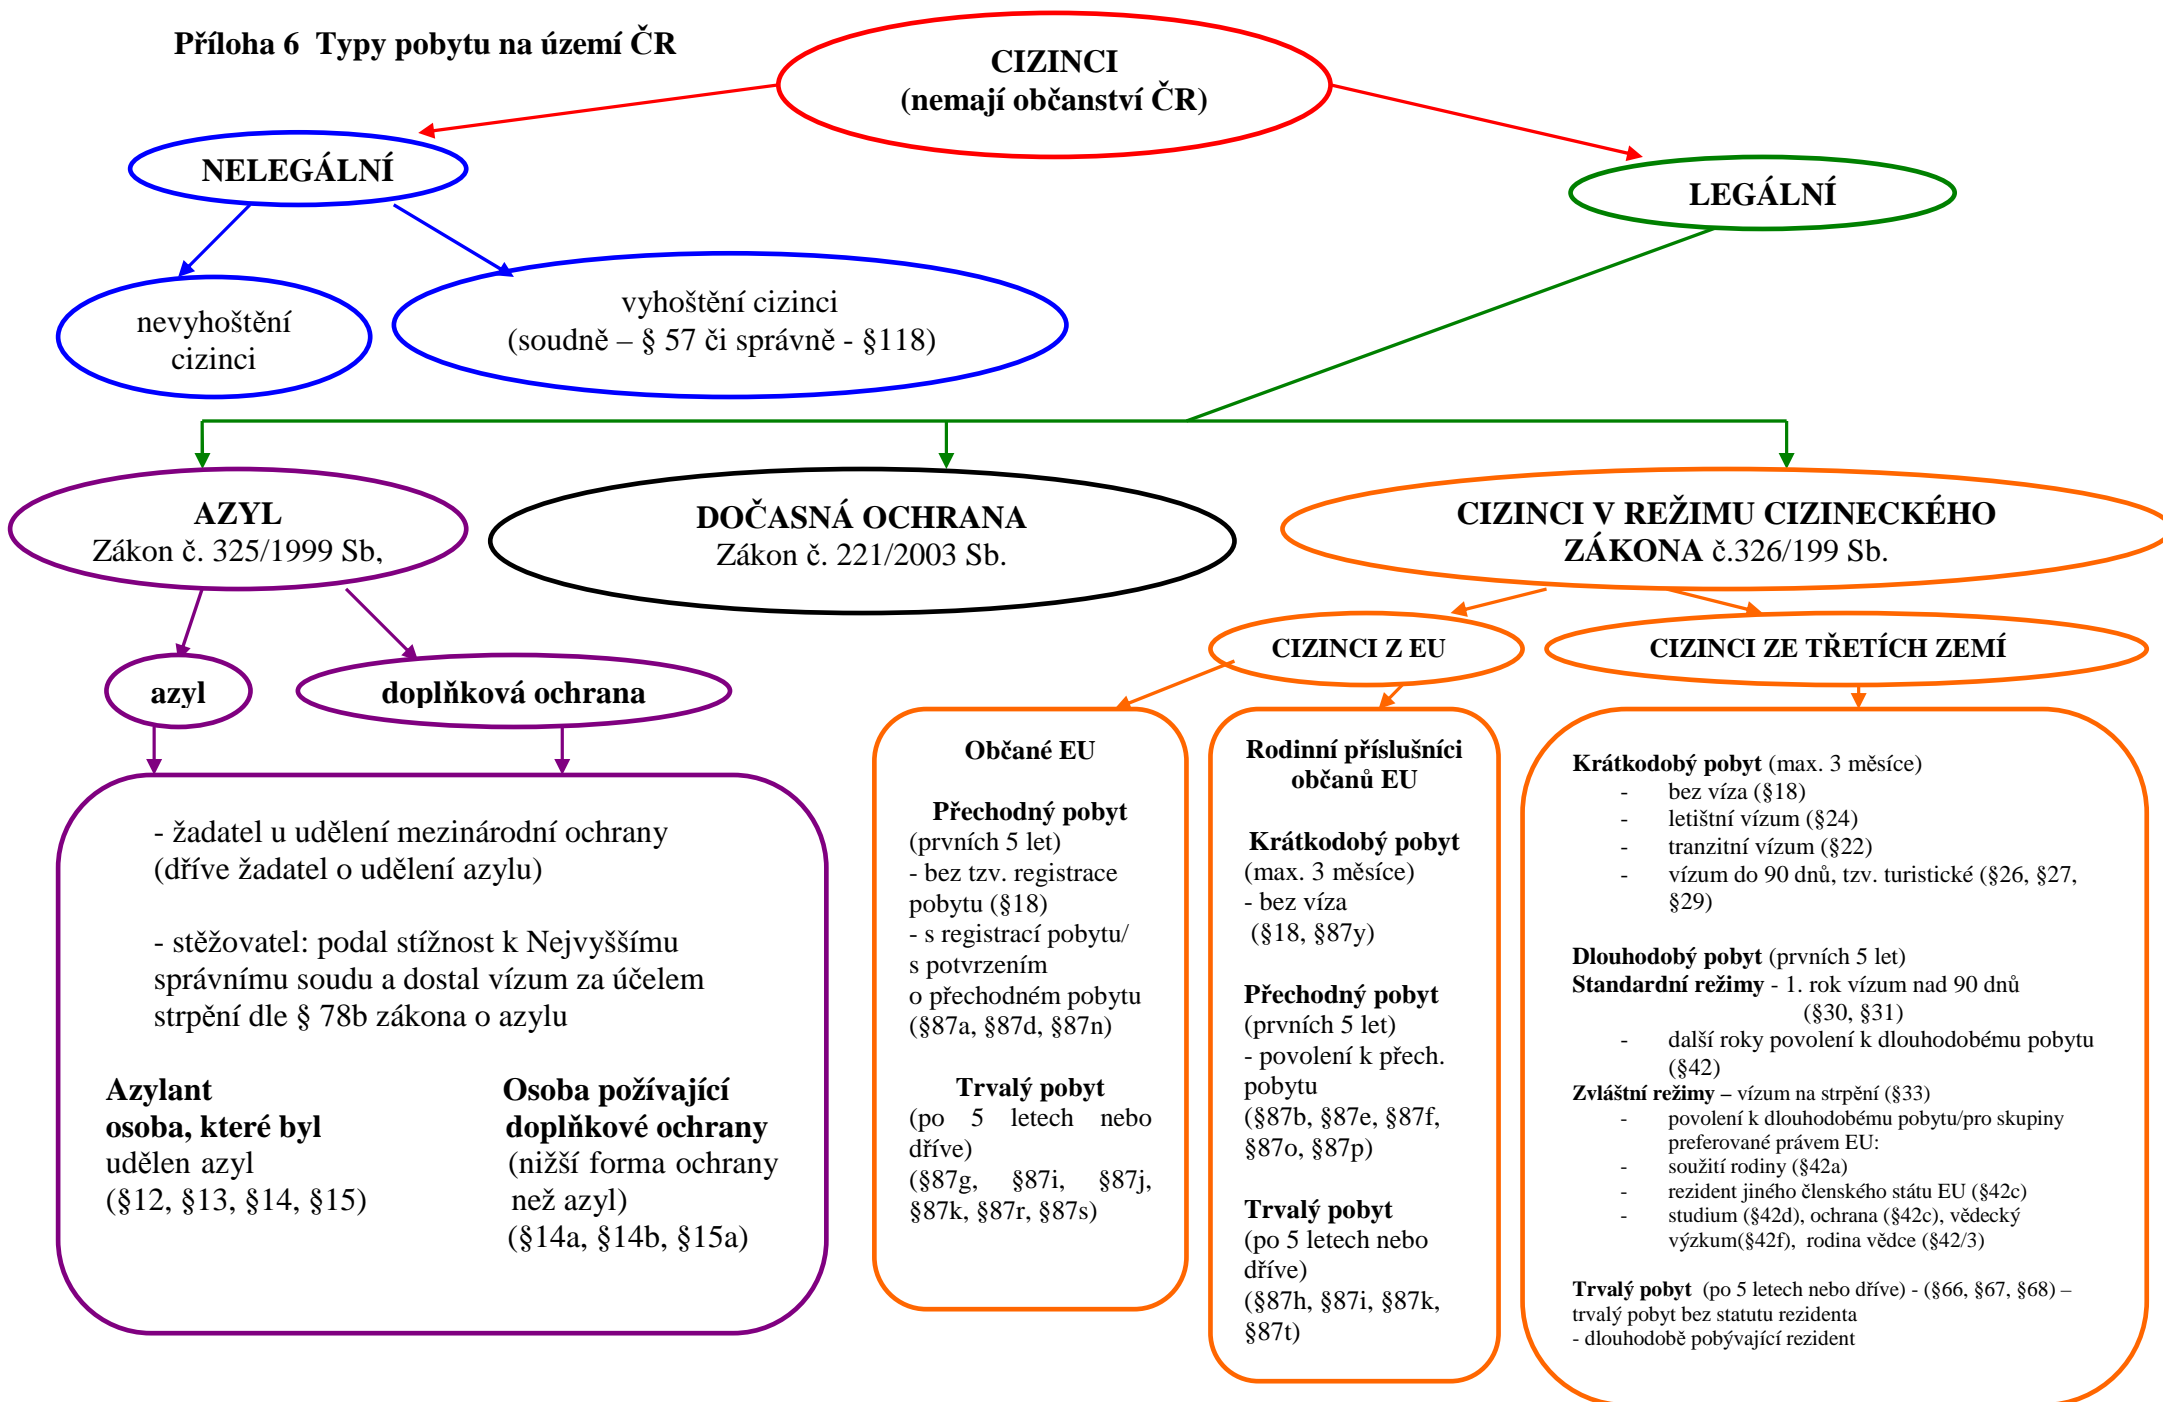 Příloha 6  Typy pobytu na území ČR
CIZINCI
(nemají občanství ČR)
NELEGÁLNÍ
LEGÁLNÍ
nevyhoštění
cizinci
vyhoštění cizinci
(soudně – § 57 či správně - §118)
AZYL
Zákon č. 325/1999 Sb,
DOČASNÁ OCHRANA
Zákon č. 221/2003 Sb.
CIZINCI V REŽIMU CIZINECKÉHO
ZÁKONA č.326/199 Sb.
azyl
doplňková ochrana
CIZINCI Z EU
CIZINCI ZE TŘETÍCH ZEMÍ
- žadatel u udělení mezinárodní ochrany
(dříve žadatel o udělení azylu)
- stěžovatel: podal stížnost k Nejvyššímu
správnímu soudu a dostal vízum za účelem
strpění dle § 78b zákona o azylu
Azylant
osoba, které byl
udělen azyl
(§12, §13, §14, §15)
Osoba požívající
doplňkové ochrany
(nižší forma ochrany
než azyl)
(§14a, §14b, §15a)
Občané EU
Přechodný pobyt
(prvních 5 let)
- bez tzv. registrace
pobytu (§18)
- s registrací pobytu/
s potvrzením
o přechodném pobytu
(§87a, §87d, §87n)
Trvalý pobyt
(po 5 letech nebo
dříve)
(§87g, §87i, §87j,
§87k, §87r, §87s)
Rodinní příslušníci
občanů EU
Krátkodobý pobyt
(max. 3 měsíce)
- bez víza
(§18, §87y)
Přechodný pobyt
(prvních 5 let)
- povolení k přech.
pobytu
(§87b, §87e, §87f,
§87o, §87p)
Trvalý pobyt
(po 5 letech nebo
dříve)
(§87h, §87i, §87k,
§87t)
Krátkodobý pobyt (max. 3 měsíce)
- bez víza (§18)
- letištní vízum (§24)
- tranzitní vízum (§22)
- vízum do 90 dnů, tzv. turistické (§26, §27,
§29)
Dlouhodobý pobyt (prvních 5 let)
Standardní režimy - 1. rok vízum nad 90 dnů
(§30, §31)
- další roky povolení k dlouhodobému pobytu
(§42)
Zvláštní režimy – vízum na strpění (§33)
- povolení k dlouhodobému pobytu/pro skupiny
preferované právem EU:
- soužití rodiny (§42a)
- rezident jiného členského státu EU (§42c)
- studium (§42d), ochrana (§42c), vědecký
výzkum(§42f),  rodina vědce (§42/3)
Trvalý pobyt  (po 5 letech nebo dříve) - (§66, §67, §68) –
trvalý pobyt bez statutu rezidenta
- dlouhodobě pobývající rezident